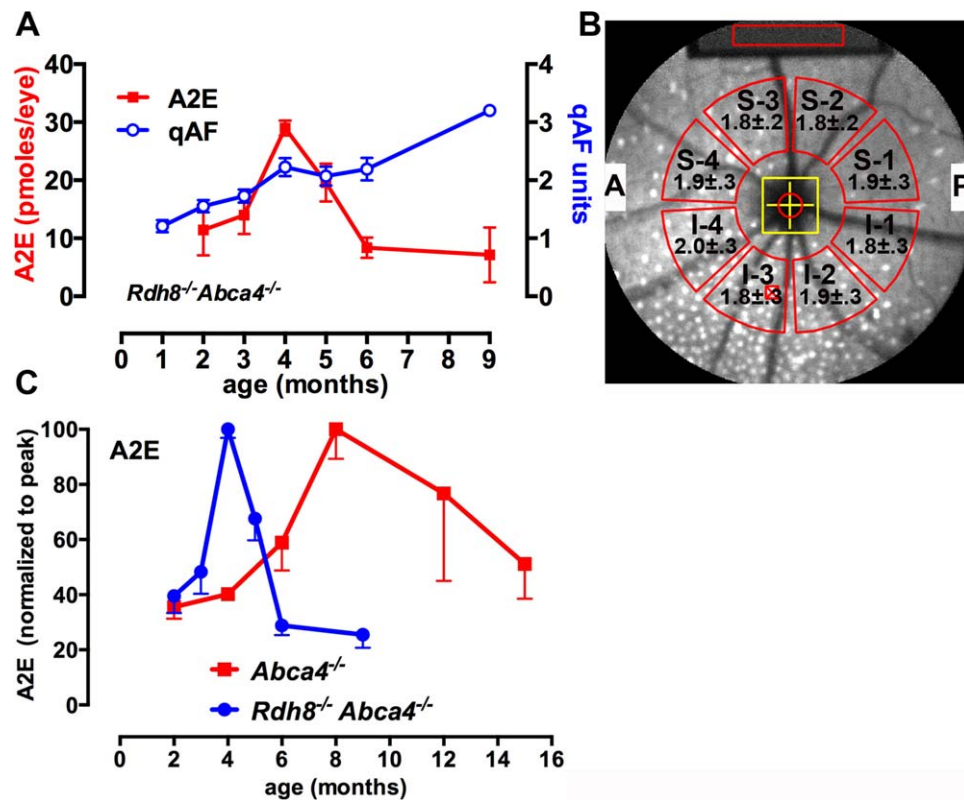 A
A2E (pmoles/eye)
40
30
20
10
0
A2E
qAF
Rdh8-/-Abca4-/-
4
3
2
1
0
qAF units
0 1 2 3 4 5 6 7 8 9
age (months)
B
S-3
1.8±.2
S-2
1.8±.2
S-4
1.9±.3
S-1
1.9±.3
A
I-4
2.0±.3
I-1
1.8±.3
I-3
1.8±.3
I-2
1.9±.3
C
A2E (normalized to peak)
100
80
60
40
20
0
A2E
Abca4-/-
Rdh8-/- Abca4-/-
0 2 4 6 8 10 12 14 16
age (months)